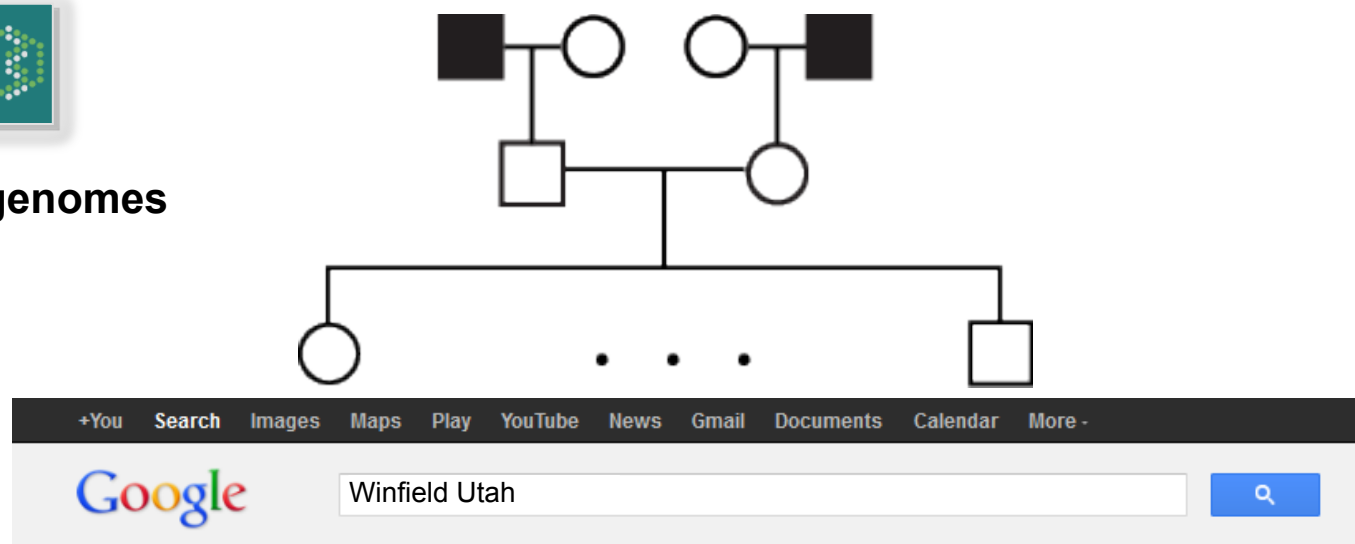 genomes
+You Search Images Maps Play YouTube News Gmail Documents Calendar More -
Google
Winfield Utah